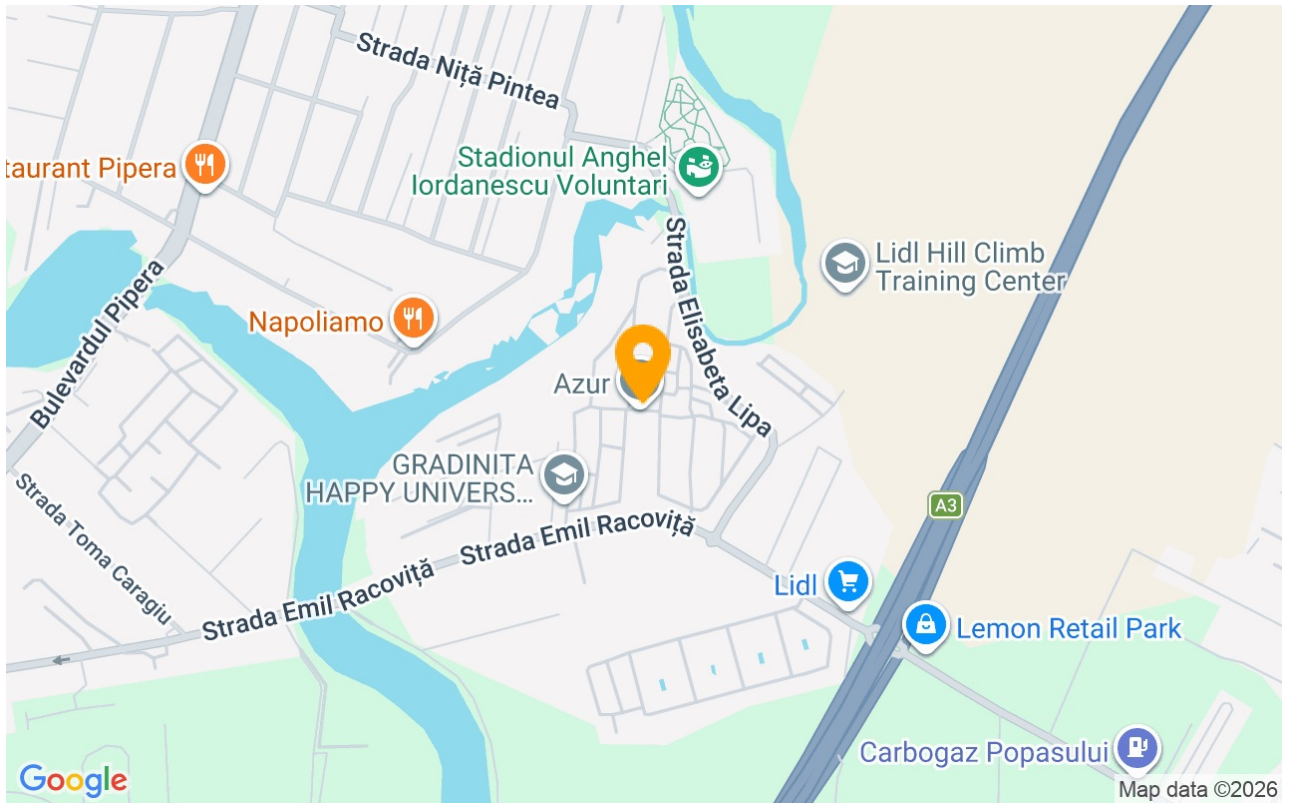 Strada Niță Pintea
Stadionul Anghel
Iordanescu Voluntari
taurant Pipera
Strada Elisabeta Lipa
Lidl Hill Climb
Training Center
Bulevardul Pipera
Napoliamo
Azur
GRADINITA
HAPPY UNIVERS...
A3
Strada Toma Caragiu
Strada Emil Racoviță
Strada Emil Racoviță
Lidl
Lemon Retail Park
Carbogaz Popasului
Google
Map data ©2026